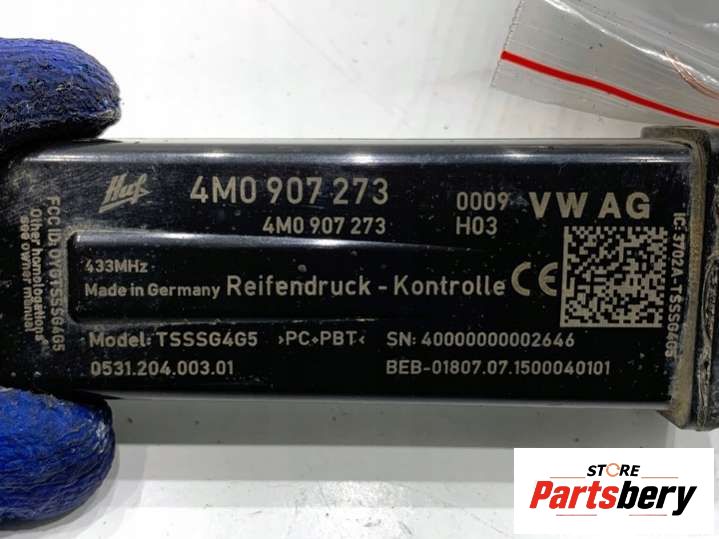 Huf
4M0 907 273 0009 VW AG
4M0 907 273 H03
433MHz
Made in Germany Reifendruck - Kontrolle CE
Model: TSSSG4G5 >PC+PBT< SN: 40000000002646
0531.204.003.01 BEB-01807.07.1500040101
FCC ID: OYGTSSSG4G5
Other homologations
see owner manual
IC: 3702A-TSSSG4G5
STORE
Partsbery